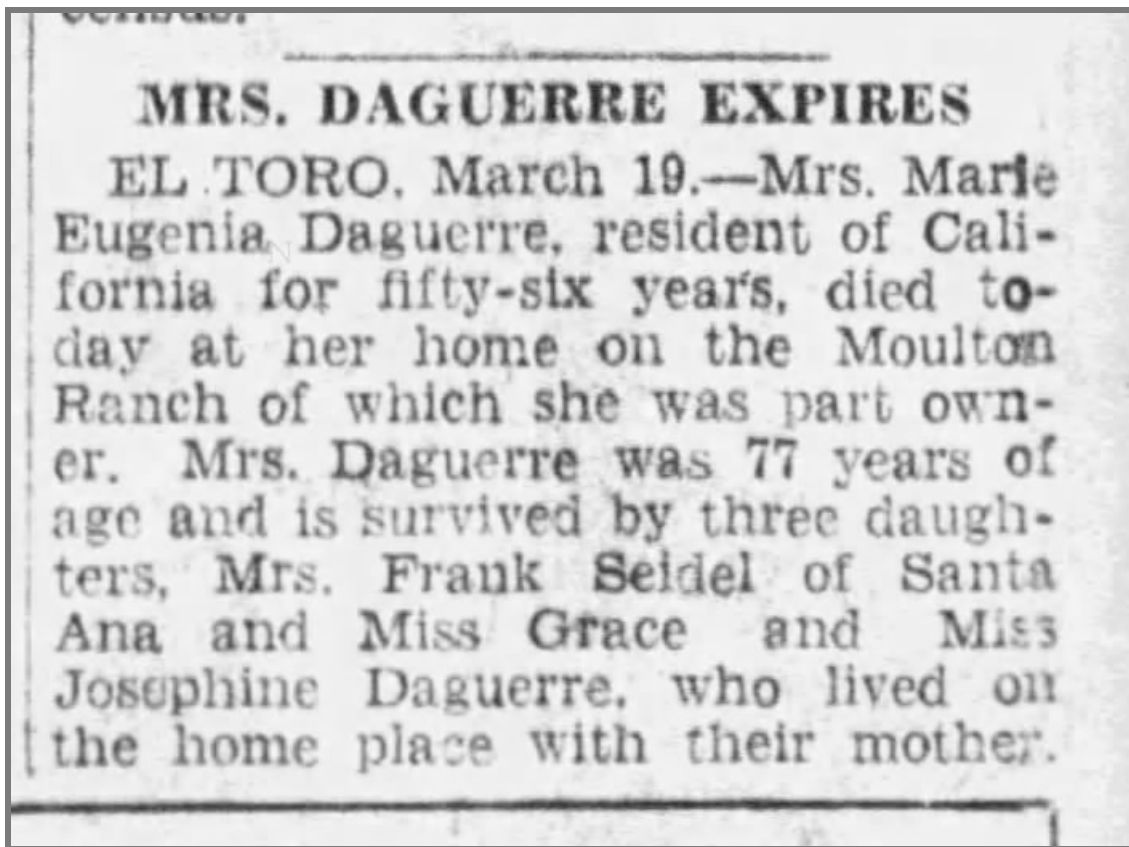 census.
MRS. DAGUERRE EXPIRES
EL TORO, March 19.—Mrs. Marie
Eugenia Daguerre, resident of Cali-
fornia for fifty-six years, died to-
day at her home on the Moulton
Ranch of which she was part own-
er. Mrs. Daguerre was 77 years of
age and is survived by three daugh-
ters, Mrs. Frank Seidel of Santa
Ana and Miss Grace and Miss
Josephine Daguerre, who lived on
the home place with their mother.